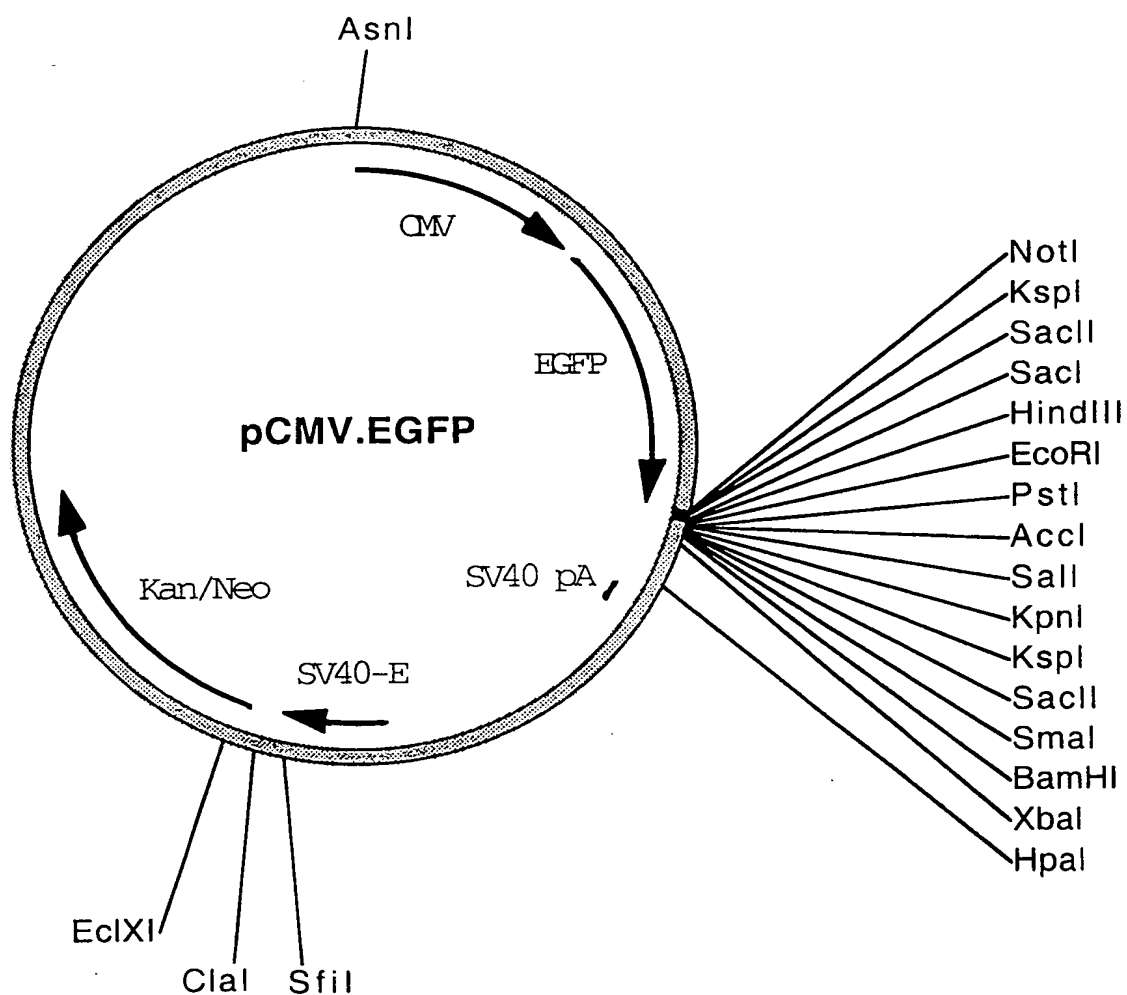 AsnI
CMV
EGFP
pCMV.EGFP
SV40 pA
Kan/Neo
SV40-E
NotI
KspI
SacII
SacI
HindIII
EcoRI
PstI
AccI
SalI
KpnI
KspI
SacII
SmaI
BamHI
XbaI
HpaI
EclXI
ClaI
SfiI